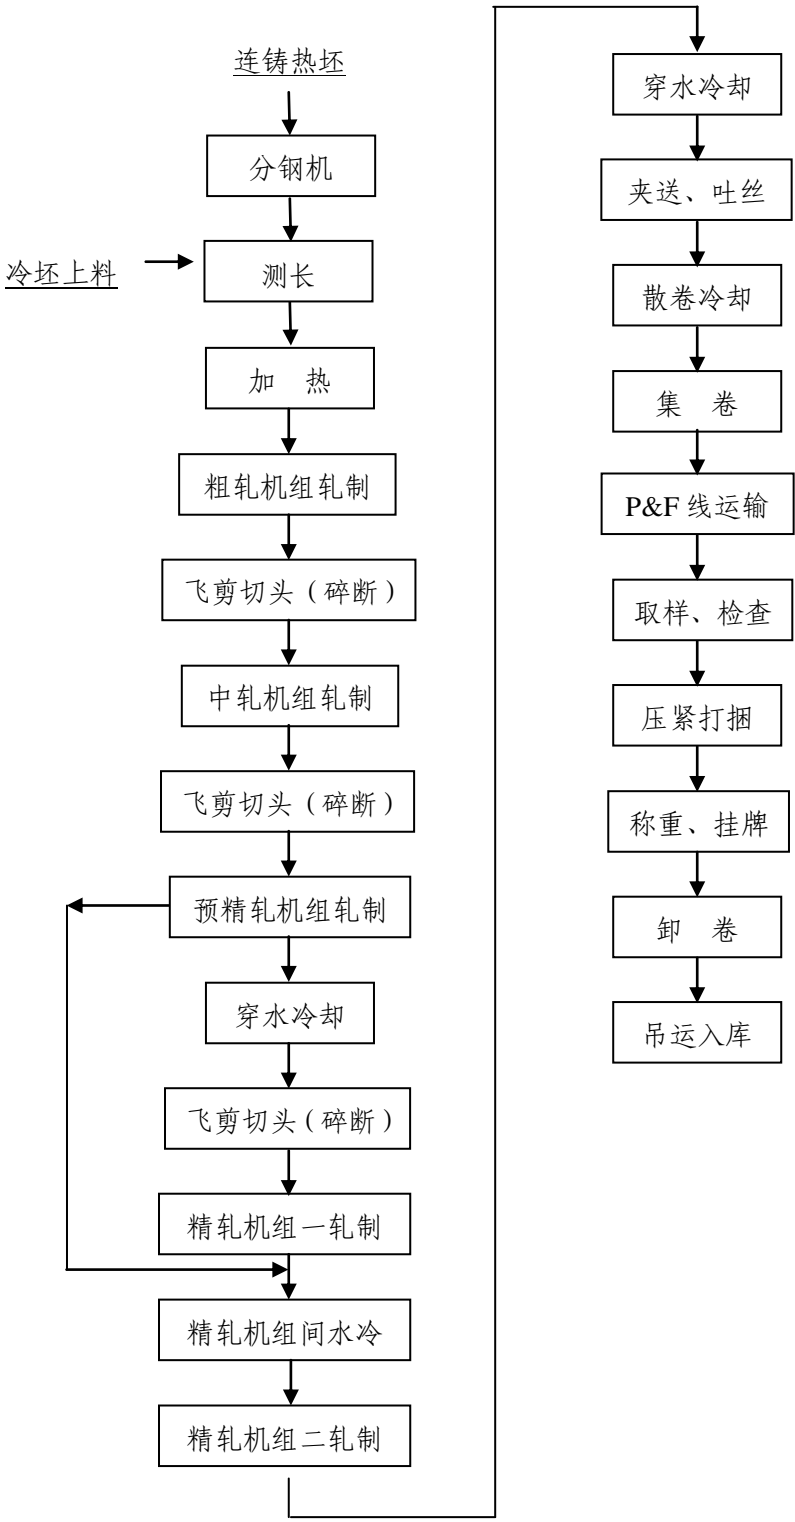 连铸热坯
分钢机
冷坯上料
测长
加 热
粗轧机组轧制
飞剪切头（碎断）
中轧机组轧制
飞剪切头（碎断）
预精轧机组轧制
穿水冷却
飞剪切头（碎断）
精轧机组一轧制
精轧机组间水冷
精轧机组二轧制
穿水冷却
夹送、吐丝
散卷冷却
集 卷
P&F 线运输
取样、检查
压紧打捆
称重、挂牌
卸 卷
吊运入库